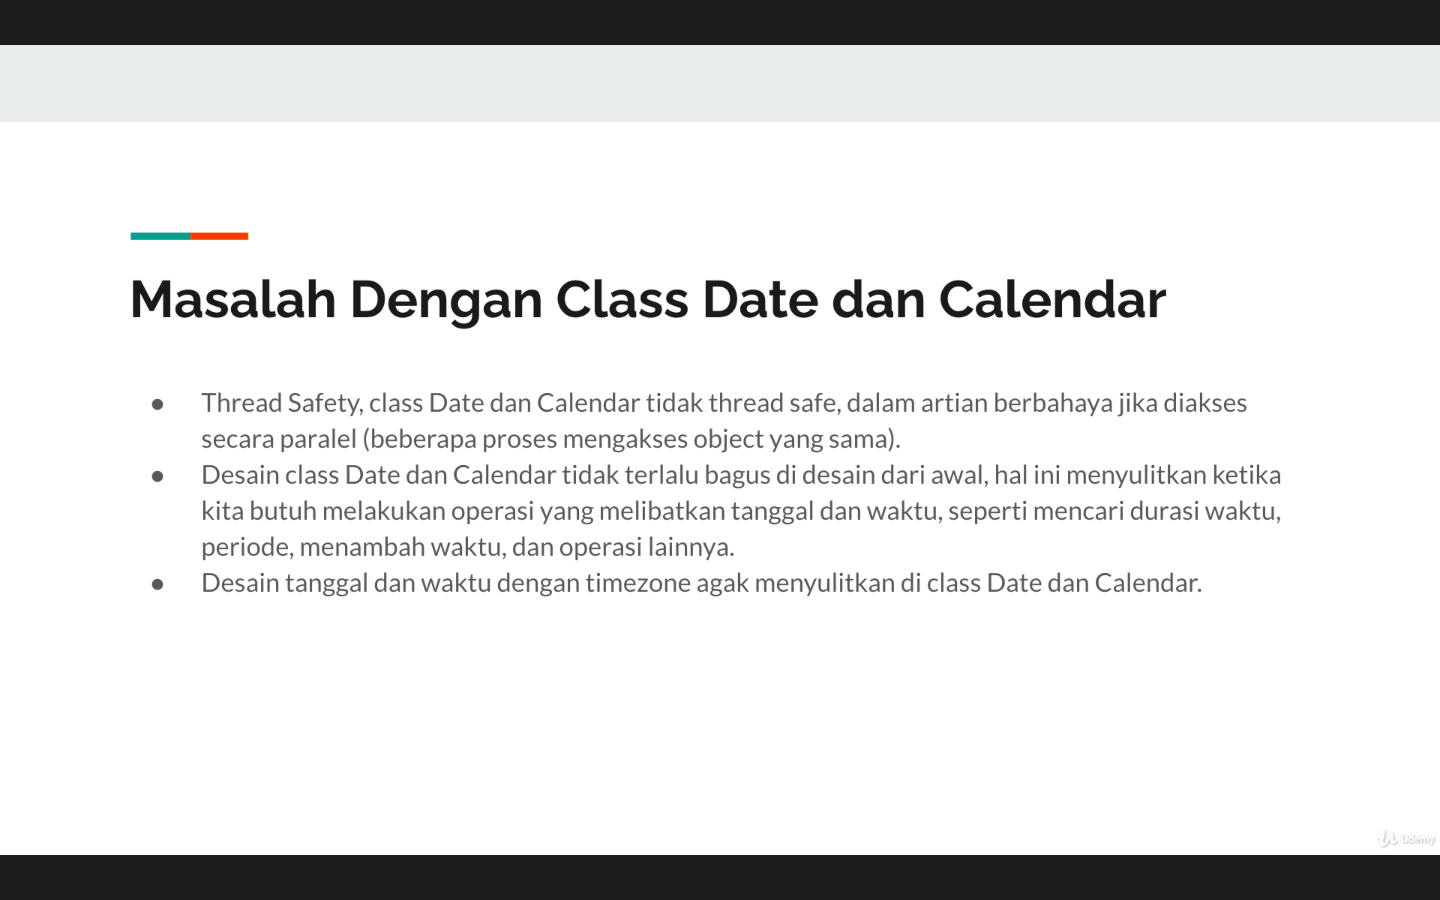 Masalah Dengan Class Date dan Calendar
● Thread Safety, class Date dan Calendar tidak thread safe, dalam artian berbahaya jika diakses
secara paralel (beberapa proses mengakses object yang sama).
● Desain class Date dan Calendar tidak terlalu bagus di desain dari awal, hal ini menyulitkan ketika
kita butuh melakukan operasi yang melibatkan tanggal dan waktu, seperti mencari durasi waktu,
periode, menambah waktu, dan operasi lainnya.
● Desain tanggal dan waktu dengan timezone agak menyulitkan di class Date dan Calendar.
Udemy